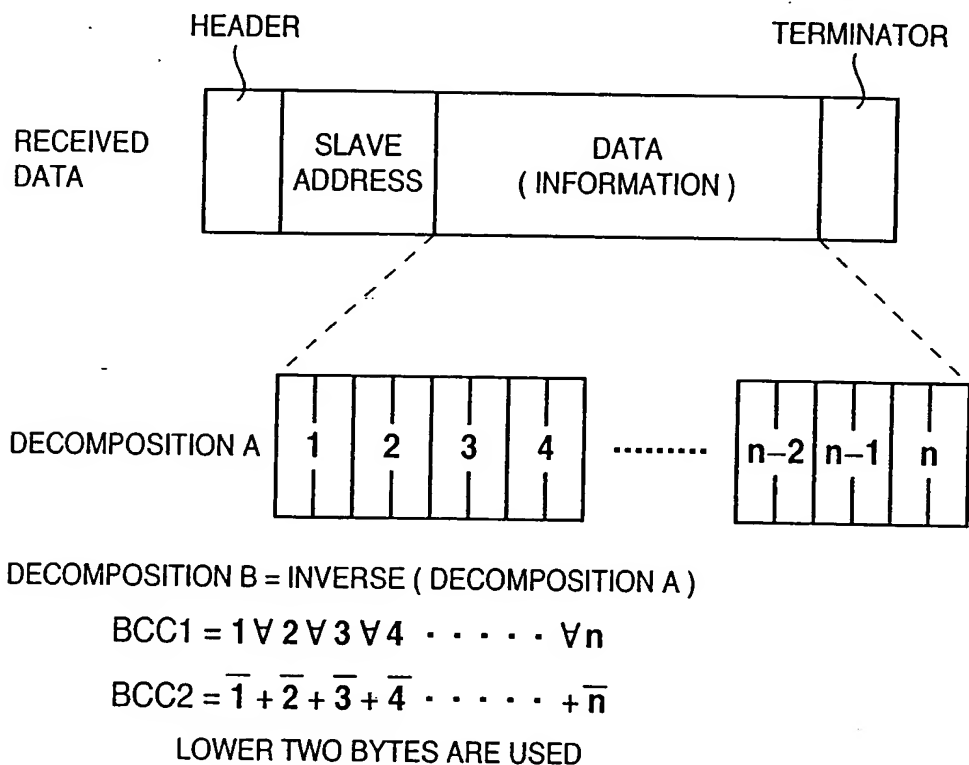 HEADER
TERMINATOR
RECEIVED
DATA
SLAVE
ADDRESS
DATA
( INFORMATION )
DECOMPOSITION A
1 2 3 4 ········· n–2 n–1 n
DECOMPOSITION B = INVERSE ( DECOMPOSITION A )
BCC1 = 1 ∀ 2 ∀ 3 ∀ 4 · · · · · ∀ n
BCC2 = 1̅ + 2̅ + 3̅ + 4̅ · · · · · + n̅
LOWER TWO BYTES ARE USED